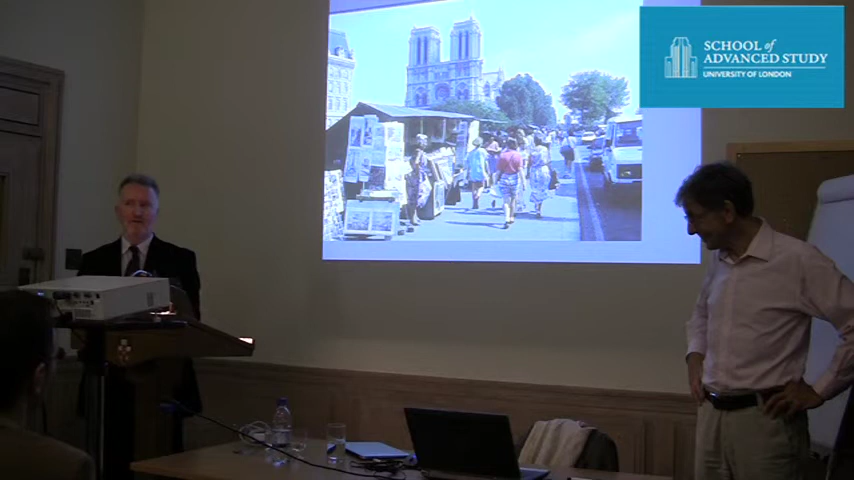 SCHOOL of
ADVANCED STUDY
UNIVERSITY OF LONDON